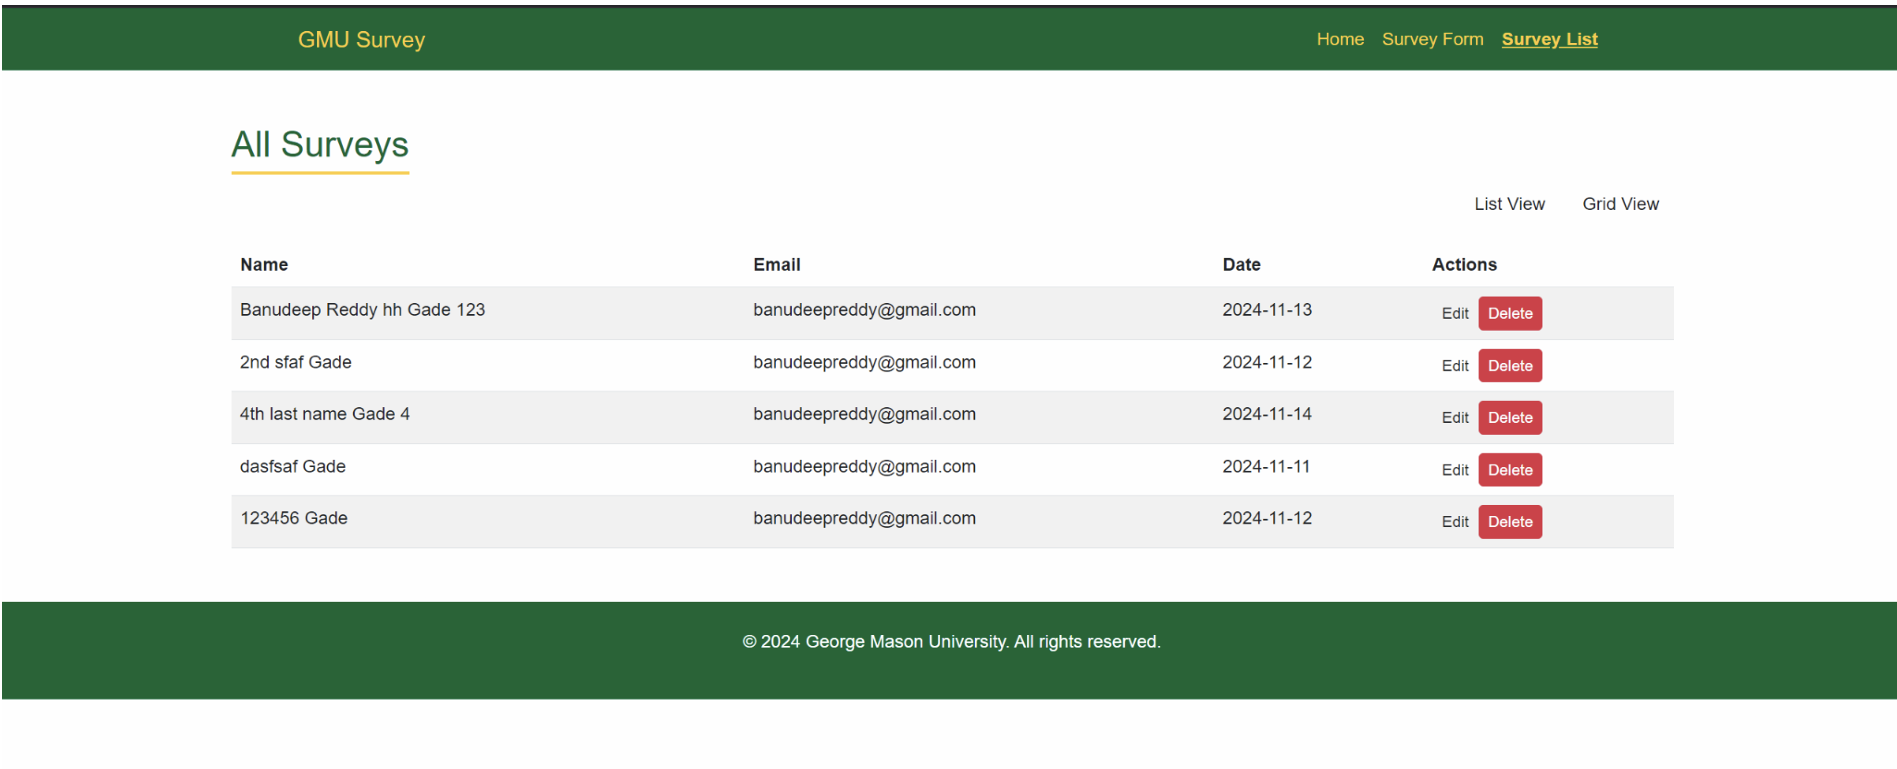 GMU Survey Home Survey Form Survey List
All Surveys
List View Grid View
Name Email Date Actions
Banudeep Reddy hh Gade 123 banudeepreddy@gmail.com 2024-11-13 Edit Delete
2nd sfaf Gade banudeepreddy@gmail.com 2024-11-12 Edit Delete
4th last name Gade 4 banudeepreddy@gmail.com 2024-11-14 Edit Delete
dasfsaf Gade banudeepreddy@gmail.com 2024-11-11 Edit Delete
123456 Gade banudeepreddy@gmail.com 2024-11-12 Edit Delete
© 2024 George Mason University. All rights reserved.